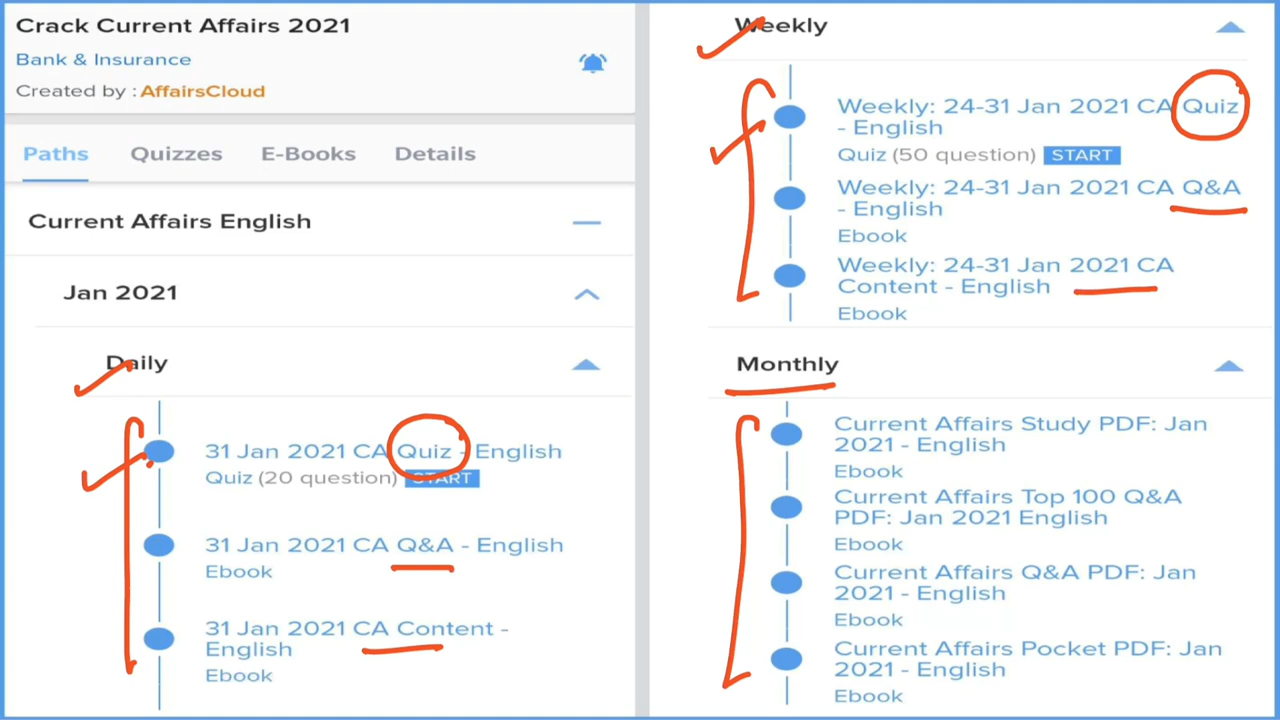 Crack Current Affairs 2021
Bank & Insurance
Created by : AffairsCloud
Paths Quizzes E-Books Details
Current Affairs English
Jan 2021
Daily
31 Jan 2021 CA Quiz - English
Quiz (20 question) START
31 Jan 2021 CA Q&A - English
Ebook
31 Jan 2021 CA Content -
English
Ebook
Weekly
Weekly: 24-31 Jan 2021 CA Quiz
- English
Quiz (50 question) START
Weekly: 24-31 Jan 2021 CA Q&A
- English
Ebook
Weekly: 24-31 Jan 2021 CA
Content - English
Ebook
Monthly
Current Affairs Study PDF: Jan
2021 - English
Ebook
Current Affairs Top 100 Q&A
PDF: Jan 2021 English
Ebook
Current Affairs Q&A PDF: Jan
2021 - English
Ebook
Current Affairs Pocket PDF: Jan
2021 - English
Ebook